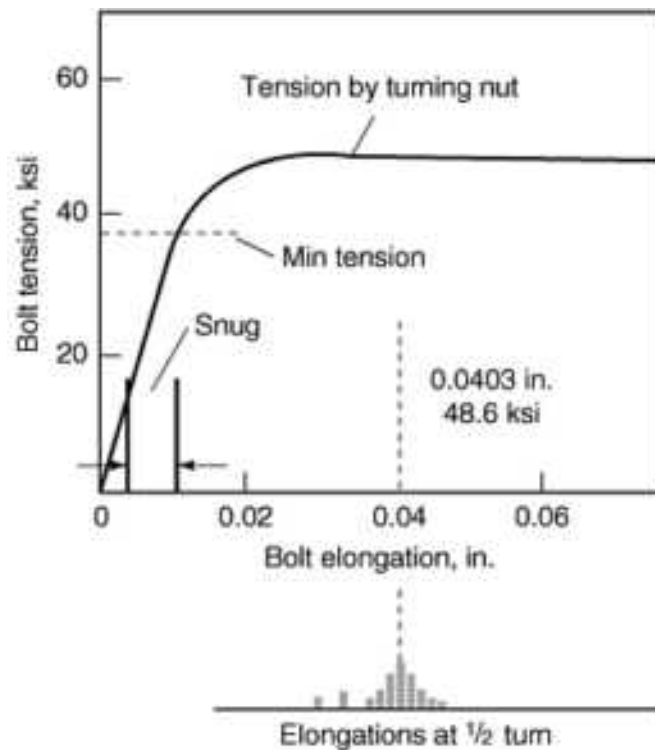 60
Tension by turning nut
40
Bolt tension, ksi
Min tension
Snug
20
0.0403 in.
48.6 ksi
0 0.02 0.04 0.06
Bolt elongation, in.
Elongations at 1/2 turn